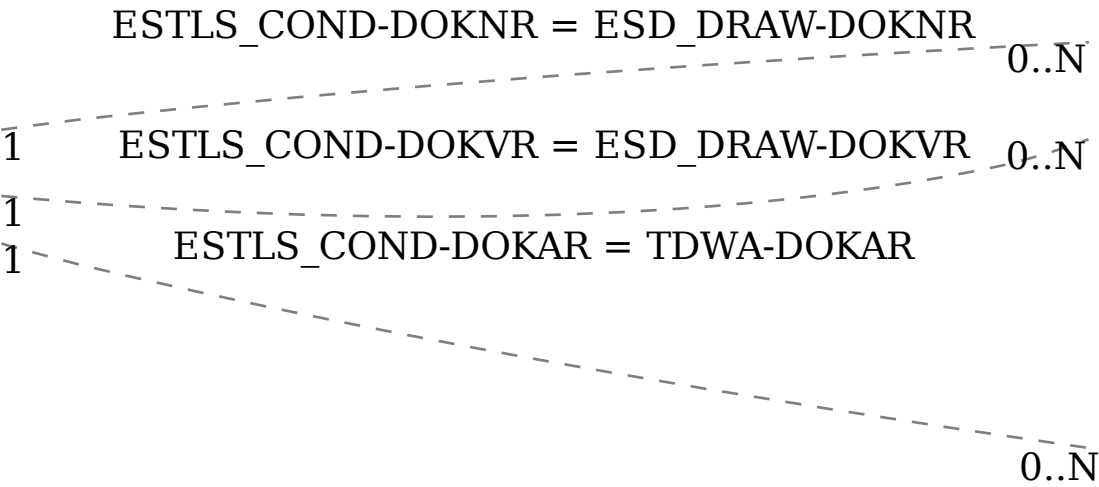 ESTLS_COND-DOKNR = ESD_DRAW-DOKNR
0..N
1
ESTLS_COND-DOKVR = ESD_DRAW-DOKVR
0..N
1
ESTLS_COND-DOKAR = TDWA-DOKAR
1
0..N